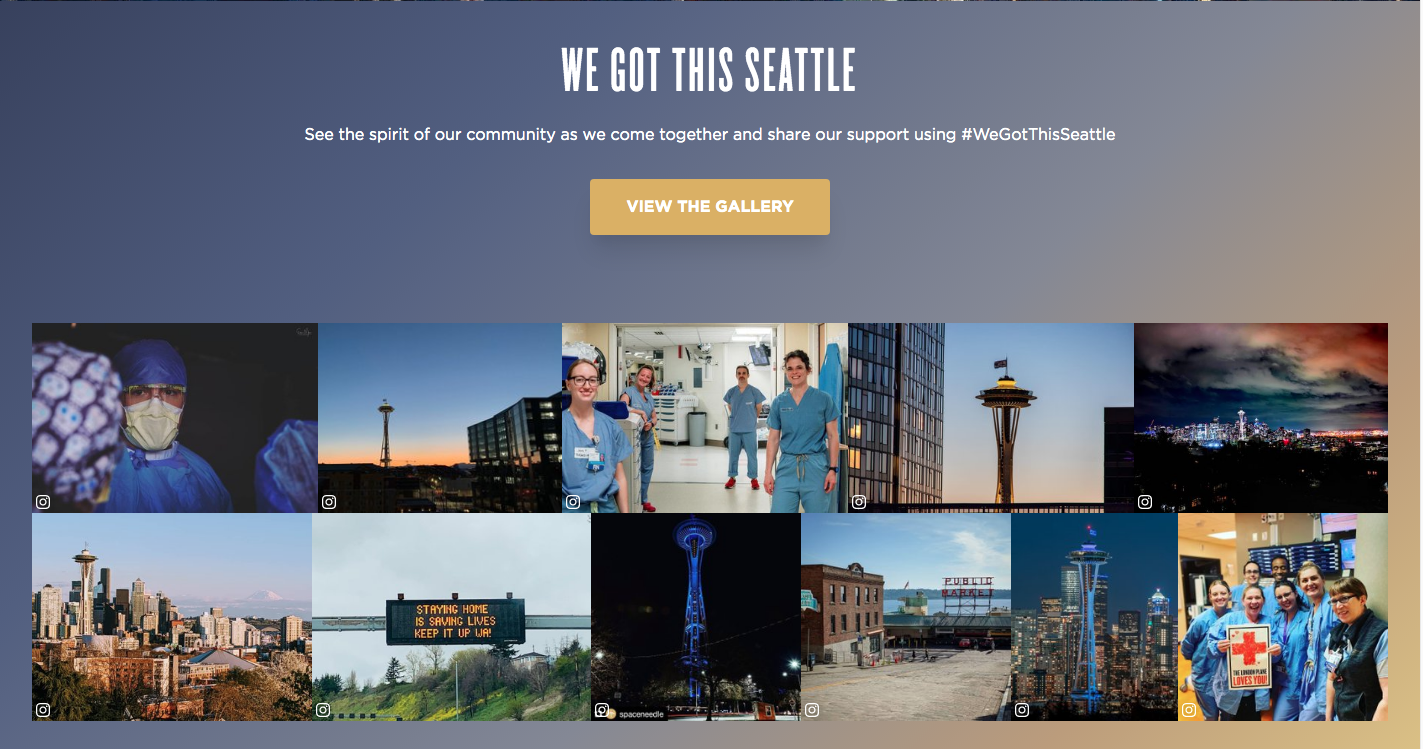 WE GOT THIS SEATTLE
See the spirit of our community as we come together and share our support using #WeGotThisSeattle
VIEW THE GALLERY
STAYING HOME
IS SAVING LIVES
KEEP IT UP WA!
PUBLIC
MARKET
spaceneedle
THE LONDON PLANE
LOVES YOU!